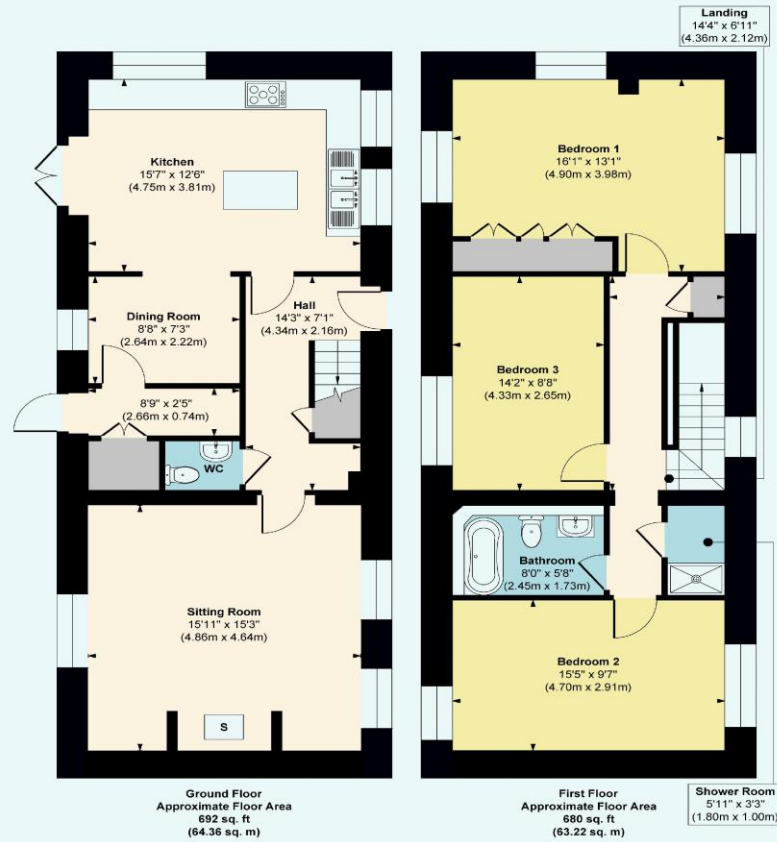 Landing
14'4" x 6'11"
(4.36m x 2.12m)
Kitchen
15'7" x 12'6"
(4.75m x 3.81m)
Hall
14'3" x 7'1"
(4.34m x 2.16m)
Dining Room
8'8" x 7'3"
(2.64m x 2.22m)
8'9" x 2'5"
(2.66m x 0.74m)
WC
Sitting Room
15'11" x 15'3"
(4.86m x 4.64m)
S
Ground Floor
Approximate Floor Area
692 sq. ft
(64.36 sq. m)
Bedroom 1
16'1" x 13'1"
(4.90m x 3.98m)
Bedroom 3
14'2" x 8'8"
(4.33m x 2.65m)
Bathroom
8'0" x 5'8"
(2.45m x 1.73m)
Bedroom 2
15'5" x 9'7"
(4.70m x 2.91m)
First Floor
Approximate Floor Area
680 sq. ft
(63.22 sq. m)
Shower Room
5'11" x 3'3"
(1.80m x 1.00m)